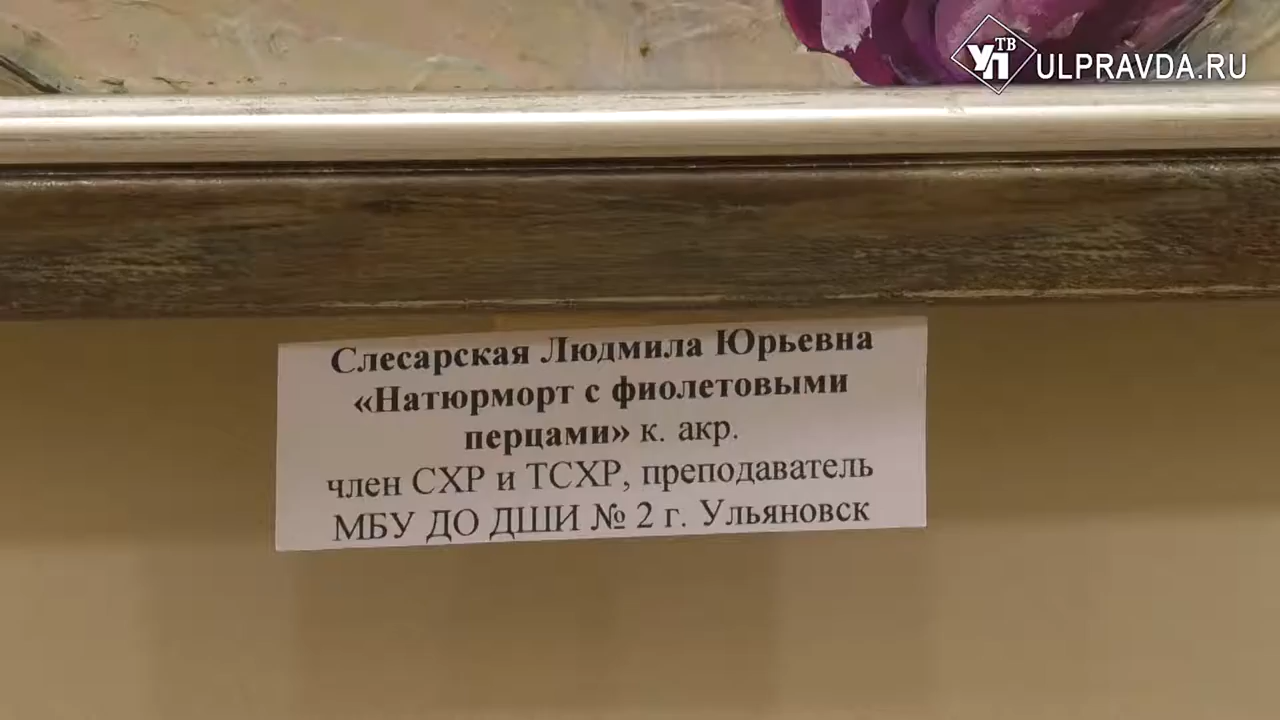 УП ТВ ULPRAVDA.RU
Слесарская Людмила Юрьевна
«Натюрморт с фиолетовыми
перцами» к. акр.
член СХР и ТСХР, преподаватель
МБУ ДО ДШИ № 2 г. Ульяновск